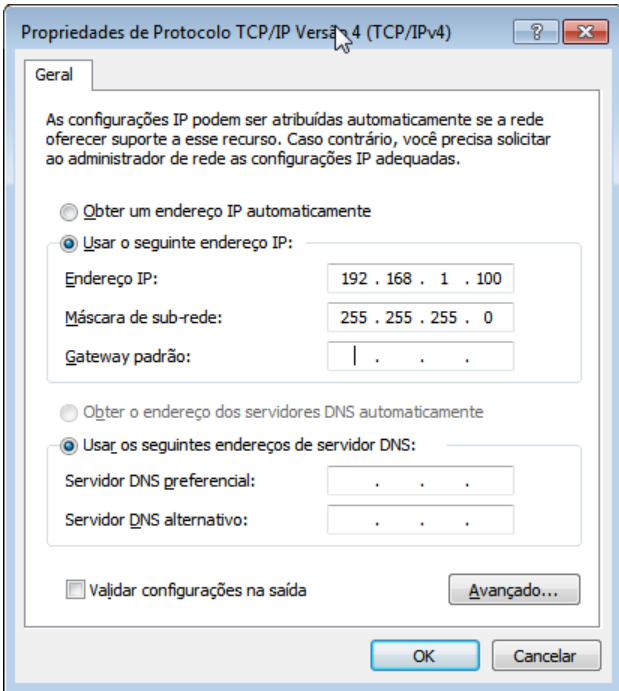 Propriedades de Protocolo TCP/IP Versão 4 (TCP/IPv4)
Geral
As configurações IP podem ser atribuídas automaticamente se a rede
oferecer suporte a esse recurso. Caso contrário, você precisa solicitar
ao administrador de rede as configurações IP adequadas.
Obter um endereço IP automaticamente
Usar o seguinte endereço IP:
Endereço IP: 192 . 168 . 1 . 100
Máscara de sub-rede: 255 . 255 . 255 . 0
Gateway padrão: . . .
Obter o endereço dos servidores DNS automaticamente
Usar os seguintes endereços de servidor DNS:
Servidor DNS preferencial: . . .
Servidor DNS alternativo: . . .
Validar configurações na saída
Avançado...
OK Cancelar